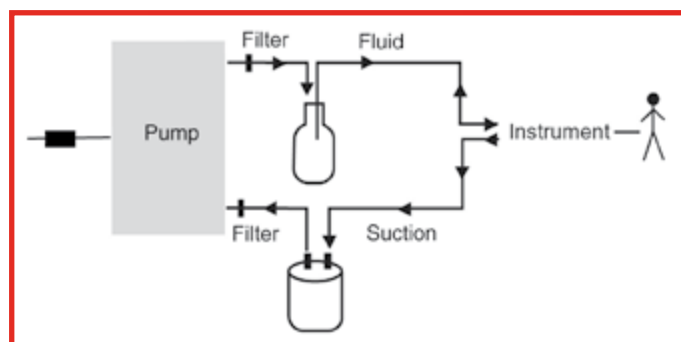 Filter
Fluid
Pump
Instrument
Filter
Suction